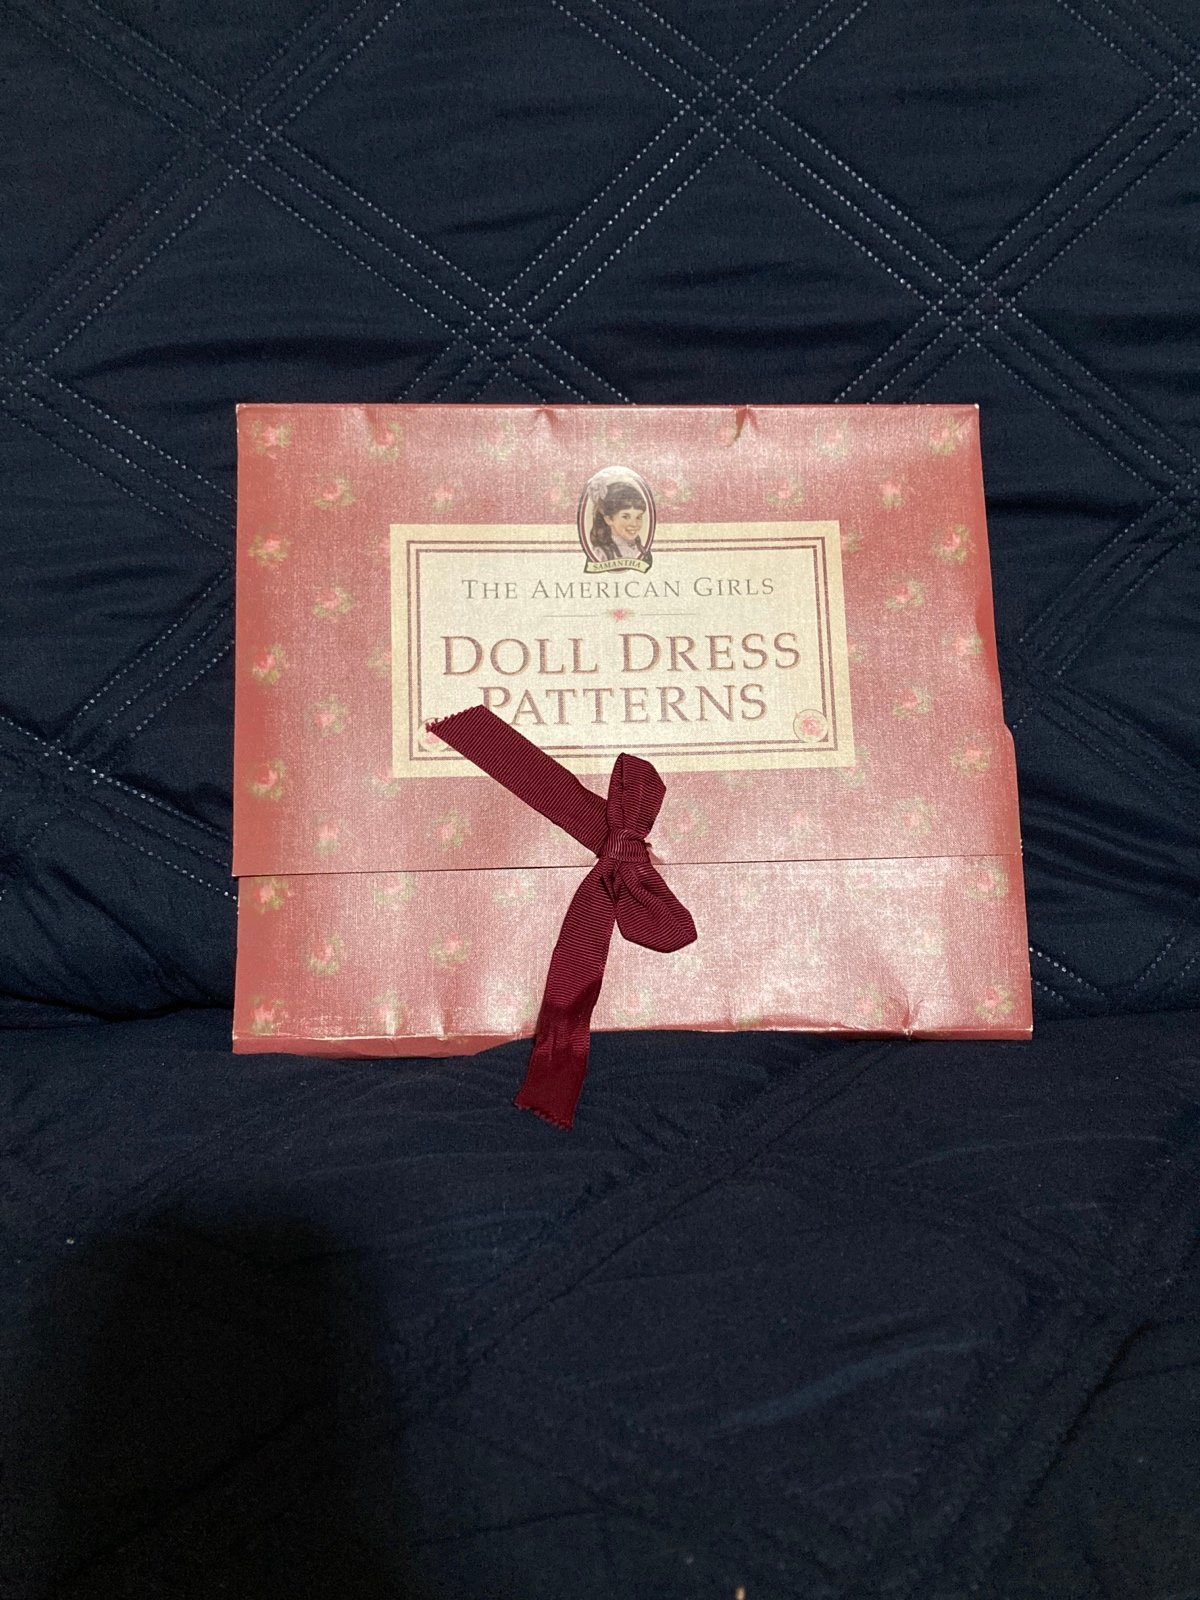 SAMANTHA
THE AMERICAN GIRLS
DOLL DRESS
PATTERNS